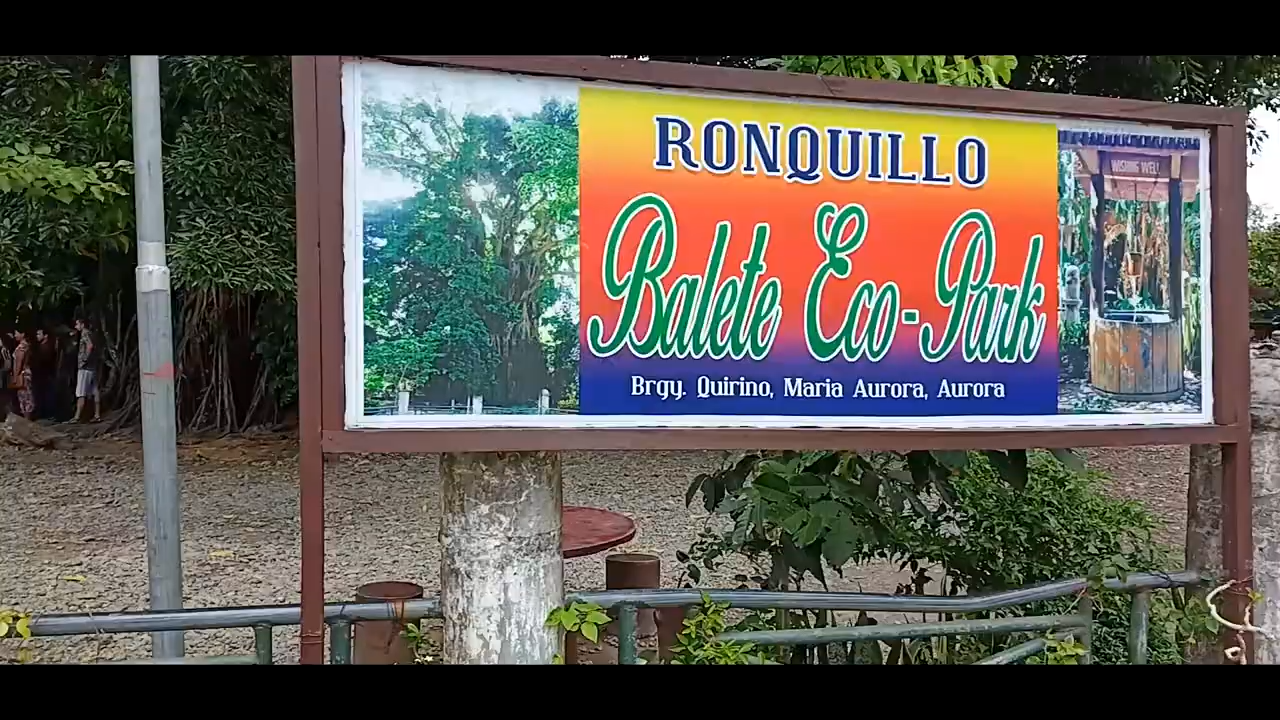 RONQUILLO
Balete Eco-Park
Brgy. Quirino, Maria Aurora, Aurora
WISHING WELL